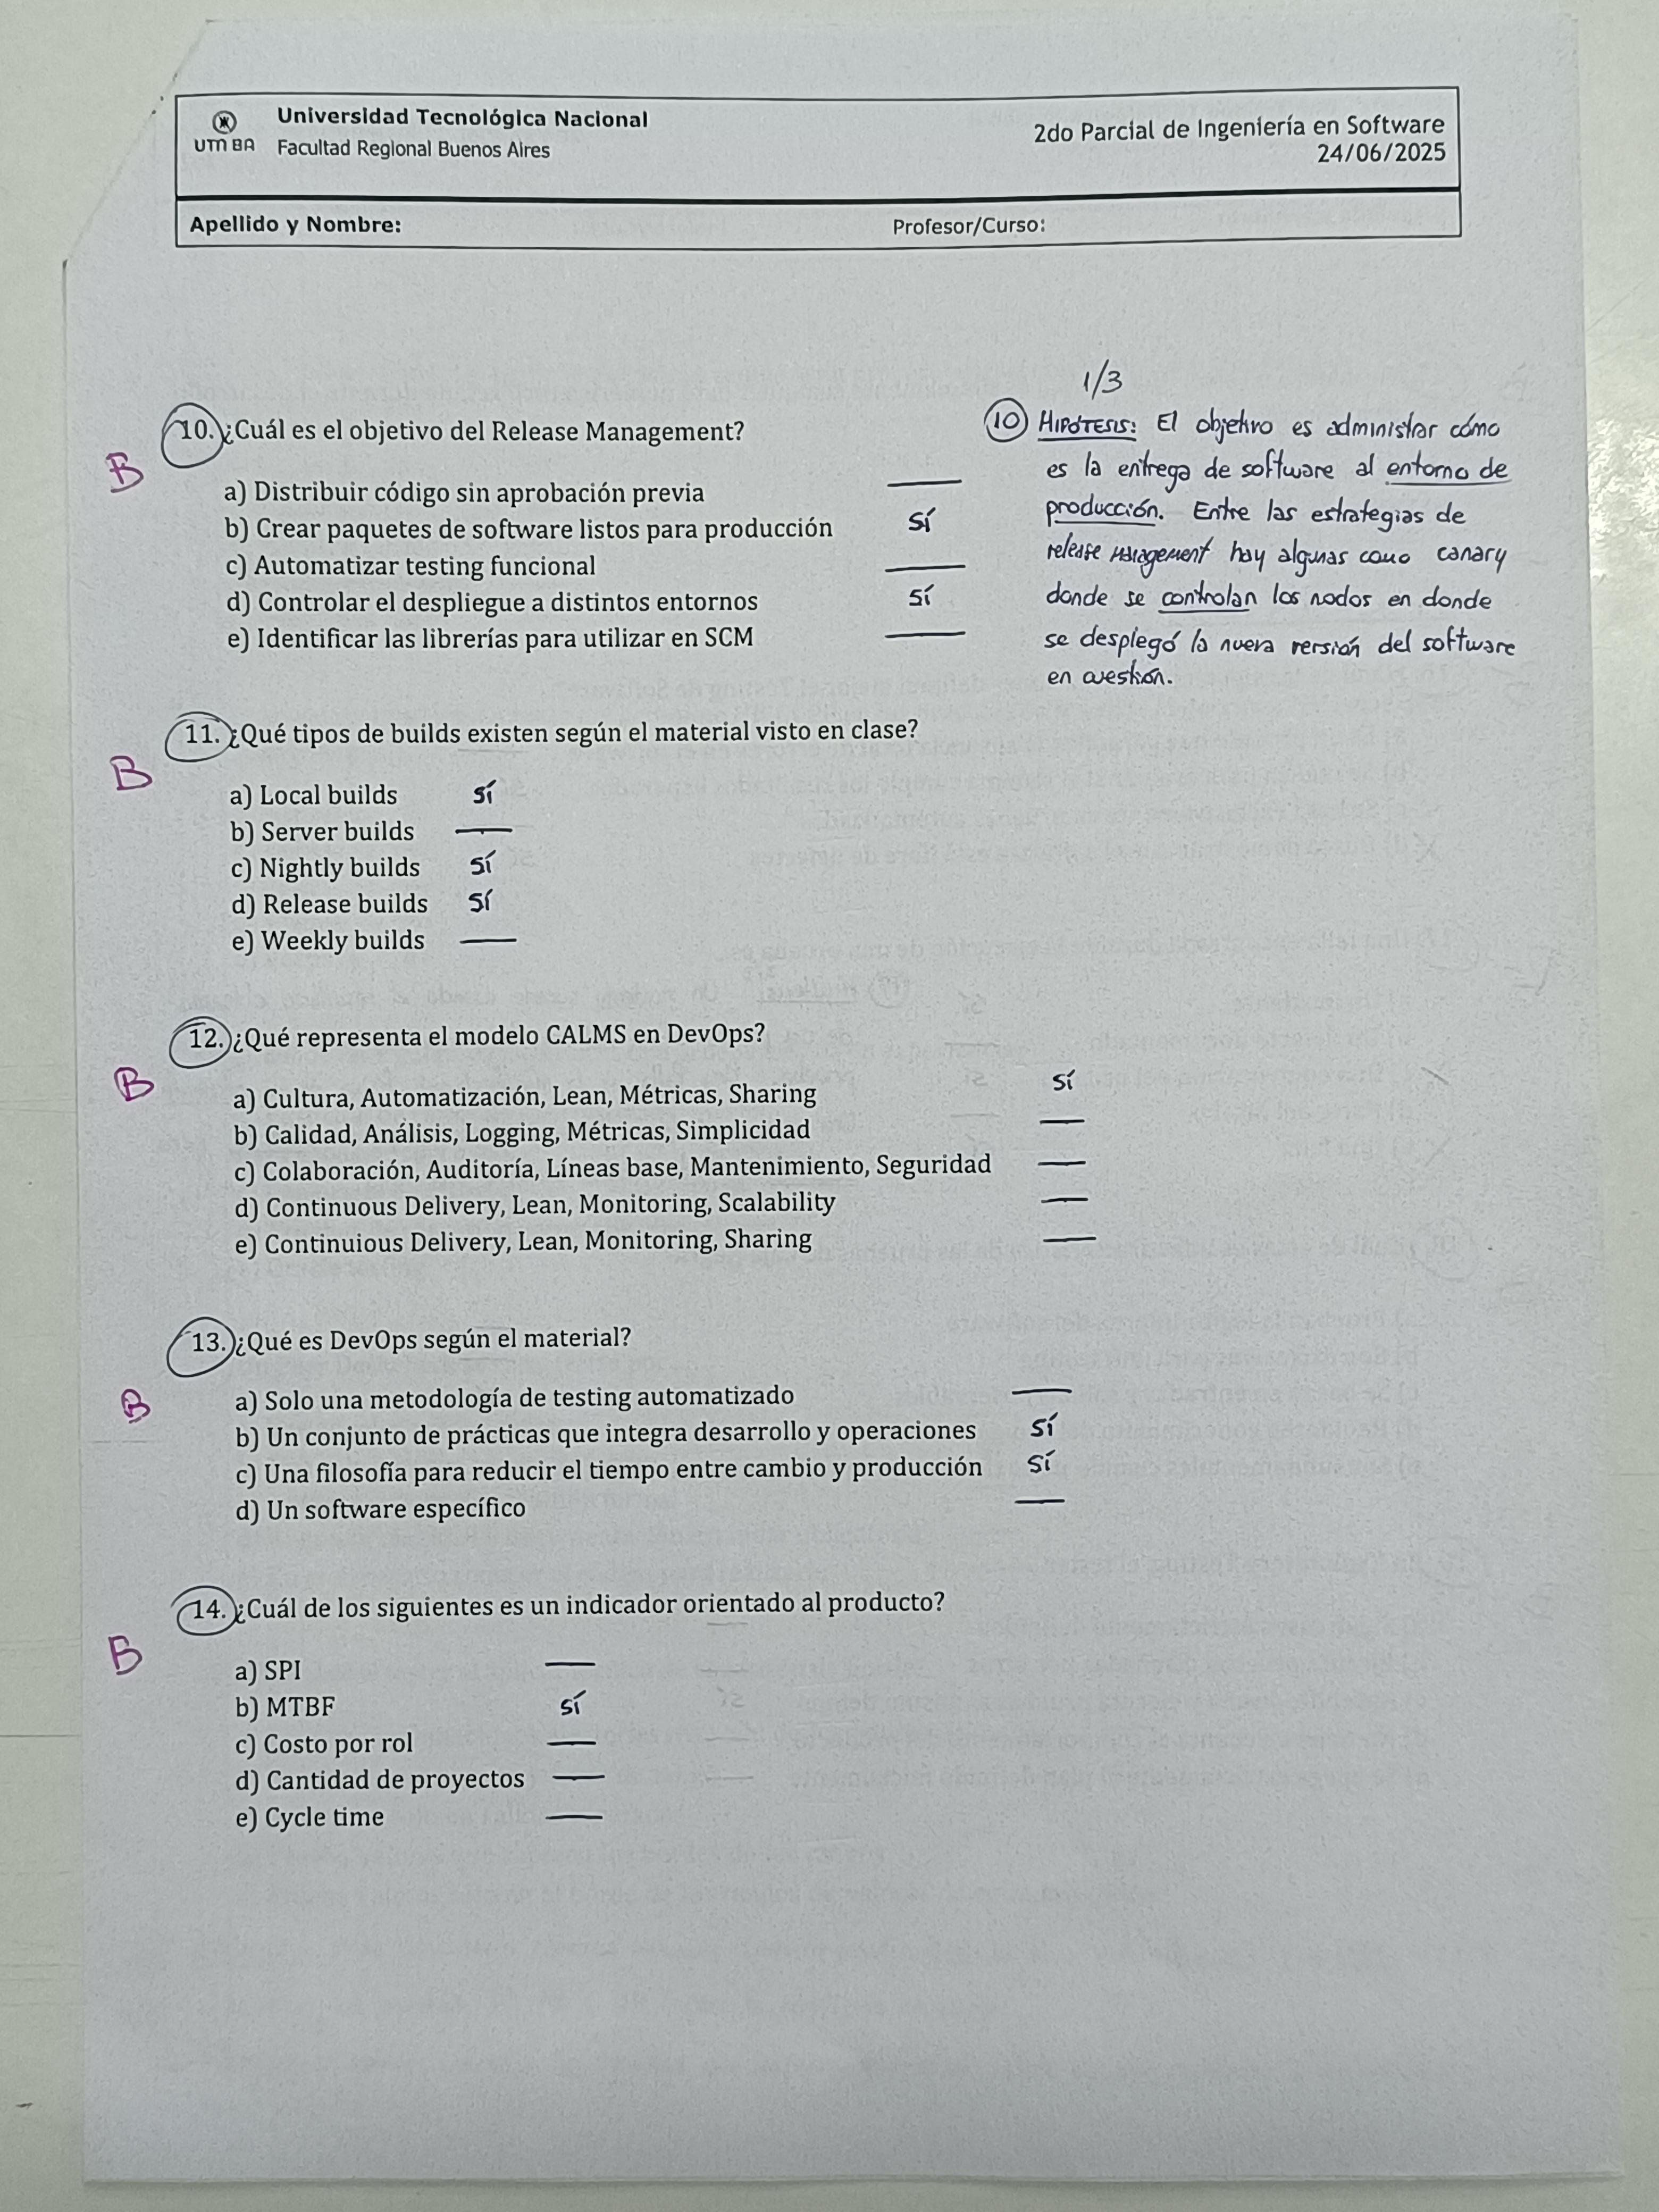 Universidad Tecnológica Nacional
UTN BA Facultad Regional Buenos Aires
2do Parcial de Ingeniería en Software
24/06/2025
Apellido y Nombre: Profesor/Curso:
1/3
B 10. ¿Cuál es el objetivo del Release Management?
a) Distribuir código sin aprobación previa
b) Crear paquetes de software listos para producción sí
c) Automatizar testing funcional
d) Controlar el despliegue a distintos entornos sí
e) Identificar las librerías para utilizar en SCM
10 HIPÓTESIS: El objetivo es administrar cómo
es la entrega de software al entorno de
producción. Entre las estrategias de
release management hay algunas como canary
donde se controlan los nodos en donde
se desplegó la nueva versión del software
en cuestión.
B 11. ¿Qué tipos de builds existen según el material visto en clase?
a) Local builds sí
b) Server builds
c) Nightly builds sí
d) Release builds sí
e) Weekly builds
B 12. ¿Qué representa el modelo CALMS en DevOps?
a) Cultura, Automatización, Lean, Métricas, Sharing sí
b) Calidad, Análisis, Logging, Métricas, Simplicidad
c) Colaboración, Auditoría, Líneas base, Mantenimiento, Seguridad
d) Continuous Delivery, Lean, Monitoring, Scalability
e) Continuious Delivery, Lean, Monitoring, Sharing
B 13. ¿Qué es DevOps según el material?
a) Solo una metodología de testing automatizado
b) Un conjunto de prácticas que integra desarrollo y operaciones sí
c) Una filosofía para reducir el tiempo entre cambio y producción sí
d) Un software específico
B 14. ¿Cuál de los siguientes es un indicador orientado al producto?
a) SPI
b) MTBF sí
c) Costo por rol
d) Cantidad de proyectos
e) Cycle time